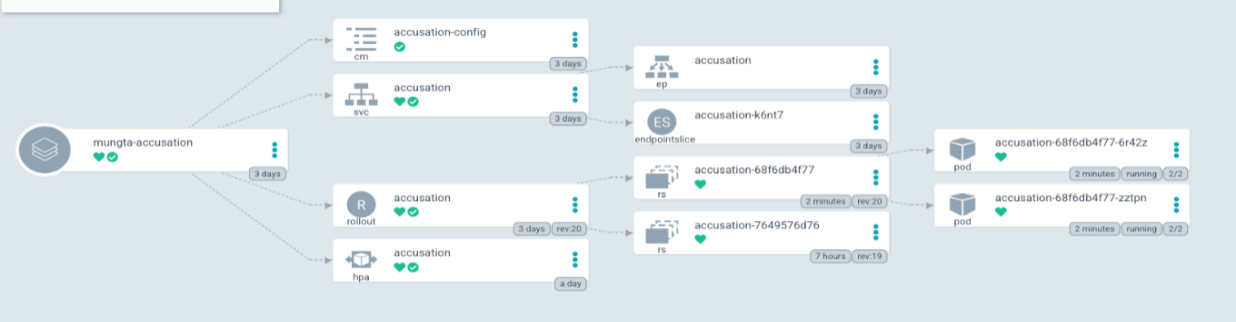 mungta-accusation
3 days
accusation-config
cm
3 days
accusation
svc
3 days
R
accusation
rollout
3 days
rev:20
accusation
hpa
a day
accusation
ep
3 days
ES
accusation-k6nt7
endpointslice
3 days
accusation-68f6db4f77
rs
2 minutes
rev:20
accusation-7649576d76
rs
7 hours
rev:19
accusation-68f6db4f77-6r42z
pod
2 minutes
running
2/2
accusation-68f6db4f77-zztpn
pod
2 minutes
running
2/2